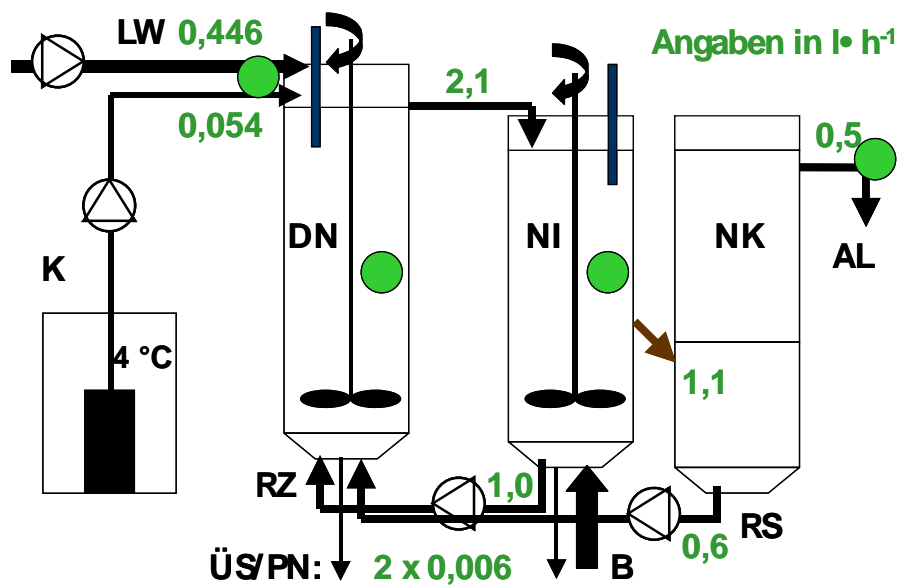 LW 0,446
Angaben in l• h-1
0,054
2,1
0,5
DN
NI
NK
AL
K
4 °C
1,1
RZ
1,0
RS
0,6
ÜS/PN: 2 x 0,006
B